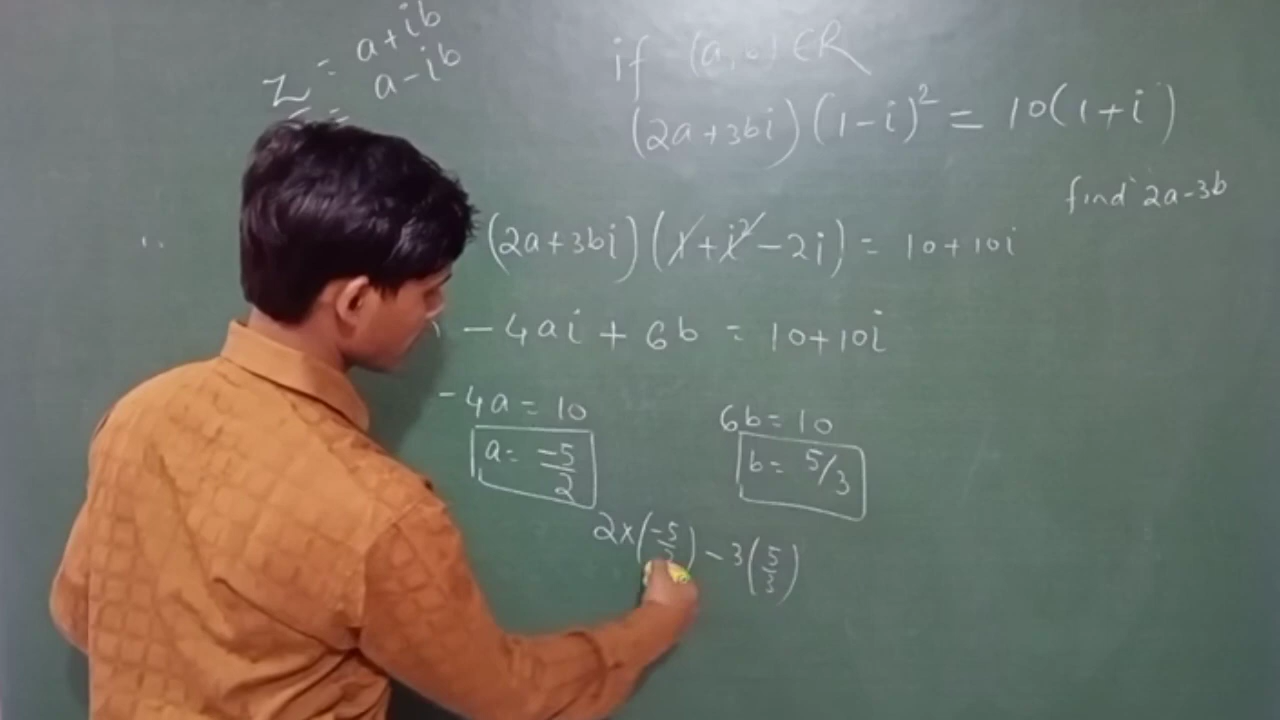 Z = a+ib
= a-ib
if (a,b) ∈ R
(2a+3bi)(1-i)² = 10(1+i)
find 2a-3b
(2a+3bi)(1+i²-2i) = 10+10i
-4ai + 6b = 10+10i
-4a = 10
6b = 10
a = -5/2
b = 5/3
2×(-5/2) - 3(5/3)